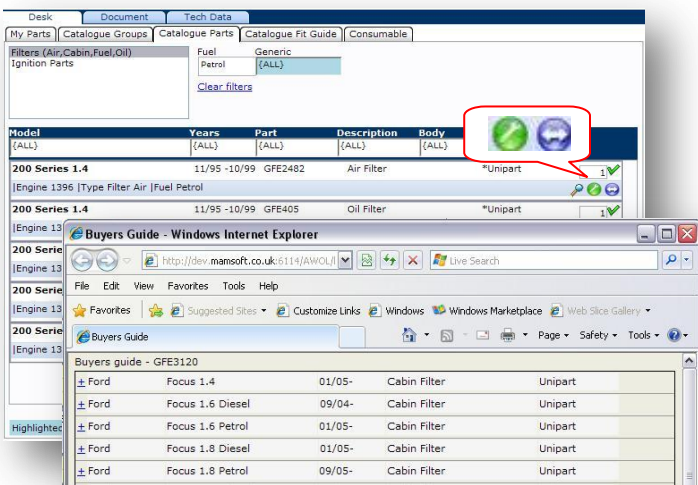 Desk Document Tech Data
My Parts Catalogue Groups Catalogue Parts Catalogue Fit Guide Consumable
Filters (Air,Cabin,Fuel,Oil) Fuel Generic
Ignition Parts Petrol {ALL}
Clear filters
Model Years Part Description Body
{ALL} {ALL} {ALL} {ALL} {ALL}
200 Series 1.4 11/95 -10/99 GFE2482 Air Filter *Unipart 1
|Engine 1396 |Type Filter Air |Fuel Petrol
200 Series 1.4 11/95 -10/99 GFE405 Oil Filter *Unipart 1
|Engine 13
200 Serie
|Engine 13
200 Serie
|Engine 13
200 Serie
|Engine 13
Highlighted
Buyers Guide - Windows Internet Explorer
http://dev.mamsoft.co.uk:6114/AWOL/l Live Search
File Edit View Favorites Tools Help
Favorites Suggested Sites Customize Links Windows Windows Marketplace Web Slice Gallery
Buyers Guide Page Safety Tools
Buyers guide - GFE3120
+ Ford Focus 1.4 01/05- Cabin Filter Unipart
+ Ford Focus 1.6 Diesel 09/04- Cabin Filter Unipart
+ Ford Focus 1.6 Petrol 01/05- Cabin Filter Unipart
+ Ford Focus 1.8 Diesel 01/05- Cabin Filter Unipart
+ Ford Focus 1.8 Petrol 09/05- Cabin Filter Unipart